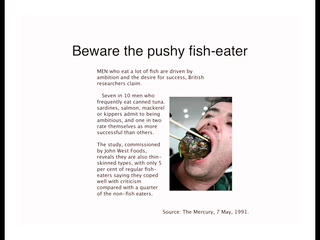 Beware the pushy fish-eater
MEN who eat a lot of fish are driven by
ambition and the desire for success, British
researchers claim.
Seven in 10 men who
frequently eat canned tuna,
sardines, salmon, mackerel
or kippers admit to being
ambitious, and one in two
rate themselves as more
successful than others.
The study, commissioned
by John West Foods,
reveals they are also thin-
skinned types, with only 5
per cent of regular fish-
eaters saying they coped
well with criticism
compared with a quarter
of the non-fish eaters.
Source: The Mercury, 7 May, 1991.